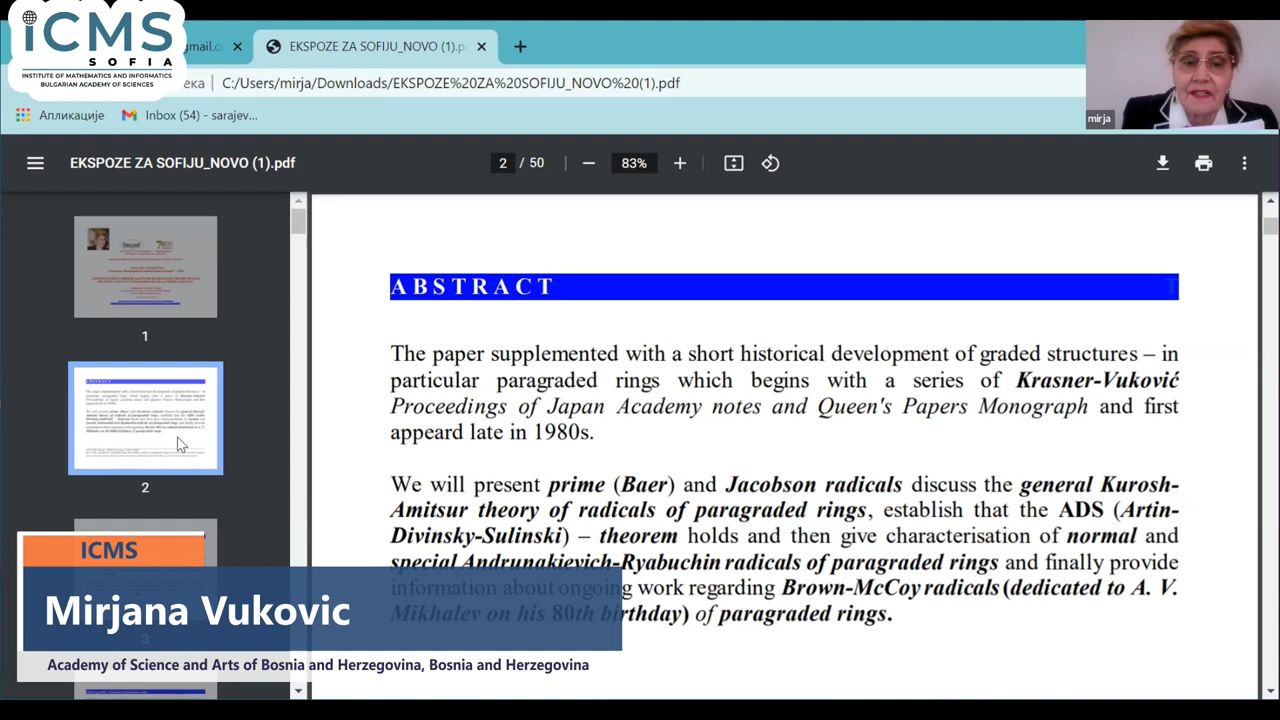 iCMS
SOFIA
INSTITUTE OF MATHEMATICS AND INFORMATICS
BULGARIAN ACADEMY OF SCIENCES
gmail.c
EKSPOZE ZA SOFIJU_NOVO (1).p
ека
C:/Users/mirja/Downloads/EKSPOZE%20ZA%20SOFIJU_NOVO%20(1).pdf
Апликације
Inbox (54) - sarajev...
mirja
EKSPOZE ZA SOFIJU_NOVO (1).pdf
2 / 50
83%
1
2
3
ABSTRACT
T
The paper supplemented with a short historical development of graded structures – in
particular paragraded rings which begins with a series of Krasner-Vuković
Proceedings of Japan Academy notes and Queen's Papers Monograph and first
appeard late in 1980s.
We will present prime (Baer) and Jacobson radicals discuss the general Kurosh-
Amitsur theory of radicals of paragraded rings, establish that the ADS (Artin-
Divinsky-Sulinski) – theorem holds and then give characterisation of normal and
special Andrunakievich-Ryabuchin radicals of paragraded rings and finally provide
information about ongoing work regarding Brown-McCoy radicals (dedicated to A. V.
Mikhalev on his 80th birthday) of paragraded rings.
ICMS
Mirjana Vukovic
Academy of Science and Arts of Bosnia and Herzegovina, Bosnia and Herzegovina